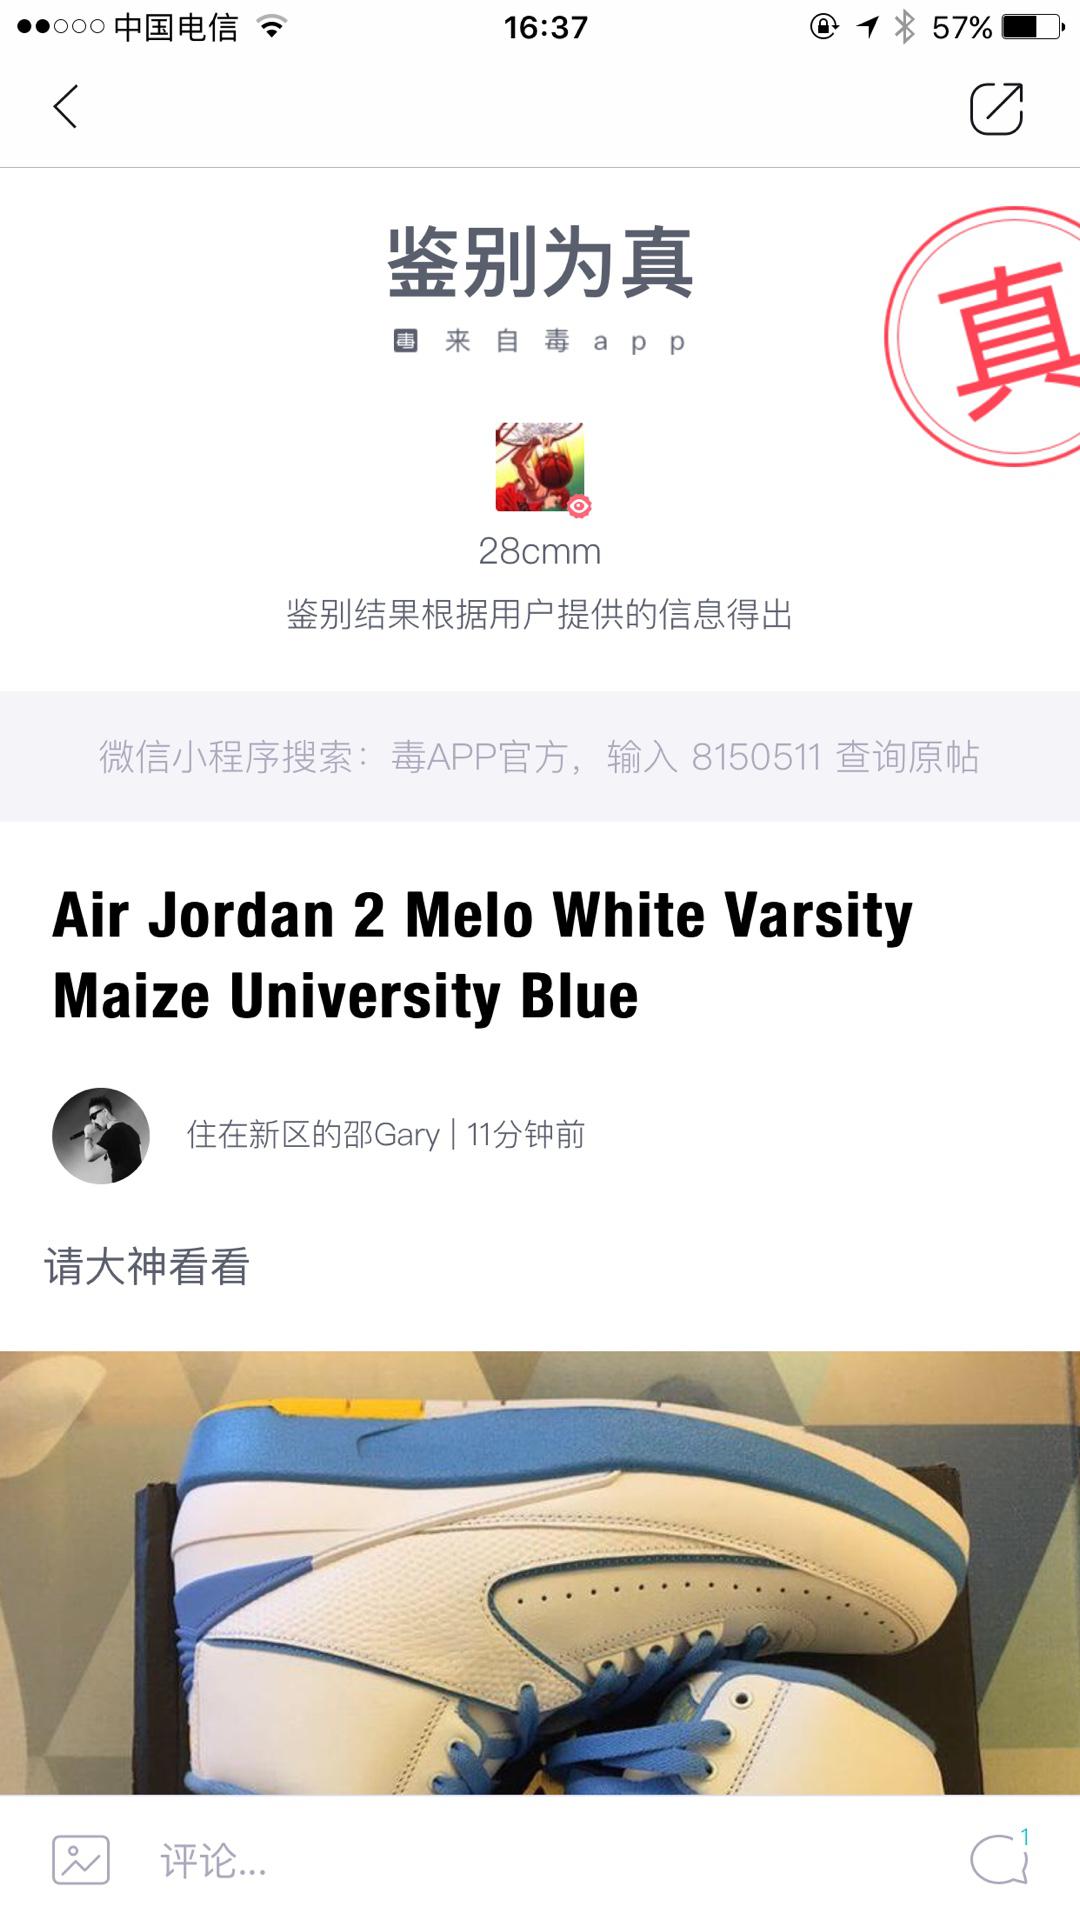 中国电信
16:37
57%
鉴别为真
毒 来自毒app
真
28cmm
鉴别结果根据用户提供的信息得出
微信小程序搜索：毒APP官方，输入 8150511 查询原帖
Air Jordan 2 Melo White Varsity
Maize University Blue
住在新区的邵Gary | 11分钟前
请大神看看
评论...
1